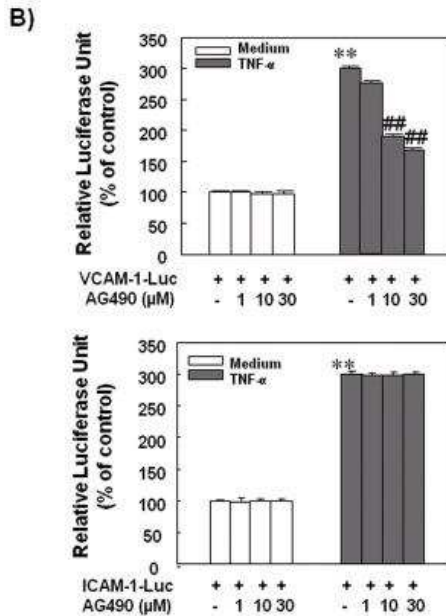 B)
Relative Luciferase Unit
(% of control)
350
300
250
200
150
100
50
0
Medium
TNF-α
**
##
##
VCAM-1-Luc + + + + + + + +
AG490 (μM) - 1 10 30 - 1 10 30
Relative Luciferase Unit
(% of control)
350
300
250
200
150
100
50
0
Medium
TNF-α
**
ICAM-1-Luc + + + + + + + +
AG490 (μM) - 1 10 30 - 1 10 30